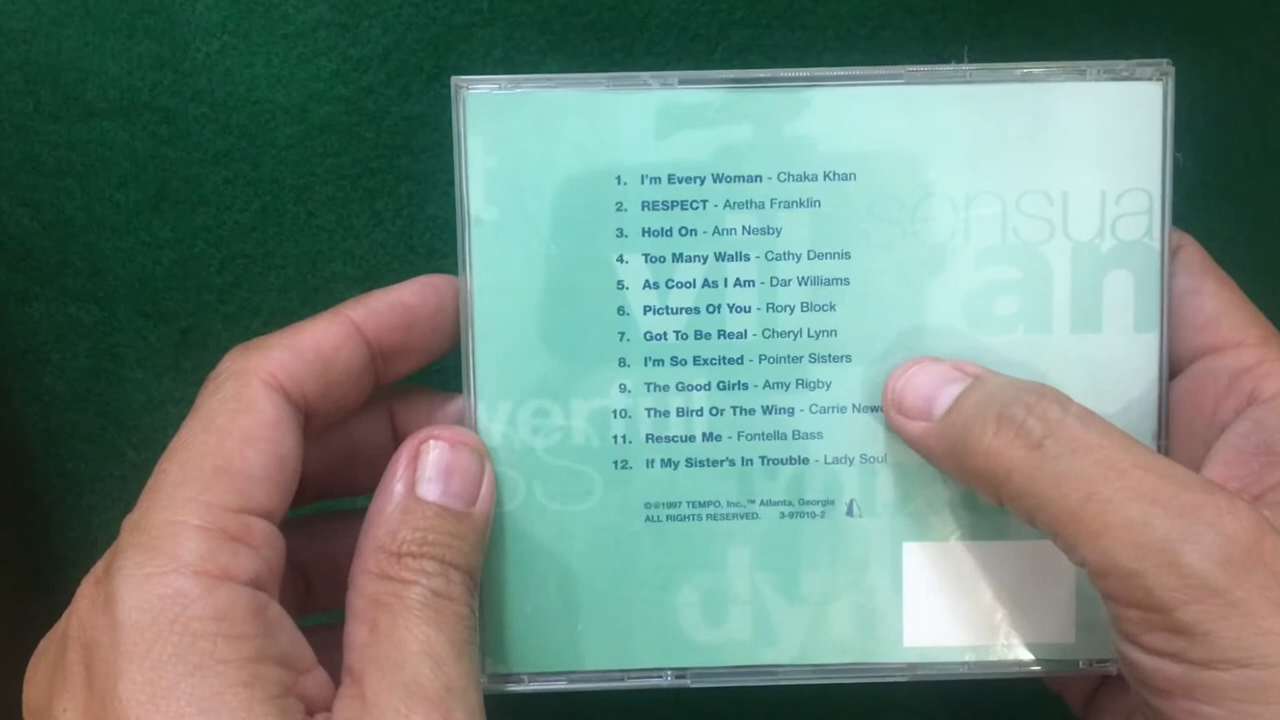 1. I'm Every Woman - Chaka Khan
2. RESPECT - Aretha Franklin
3. Hold On - Ann Nesby
4. Too Many Walls - Cathy Dennis
5. As Cool As I Am - Dar Williams
6. Pictures Of You - Rory Block
7. Got To Be Real - Cheryl Lynn
8. I'm So Excited - Pointer Sisters
9. The Good Girls - Amy Rigby
10. The Bird Or The Wing - Carrie
11. Rescue Me - Fontella Bass
12. If My Sister's In Trouble - Lady Soul
©℗1997 TEMPO, Inc.,™ Atlanta, Georgia
ALL RIGHTS RESERVED. 3-97010-2
sensua
an